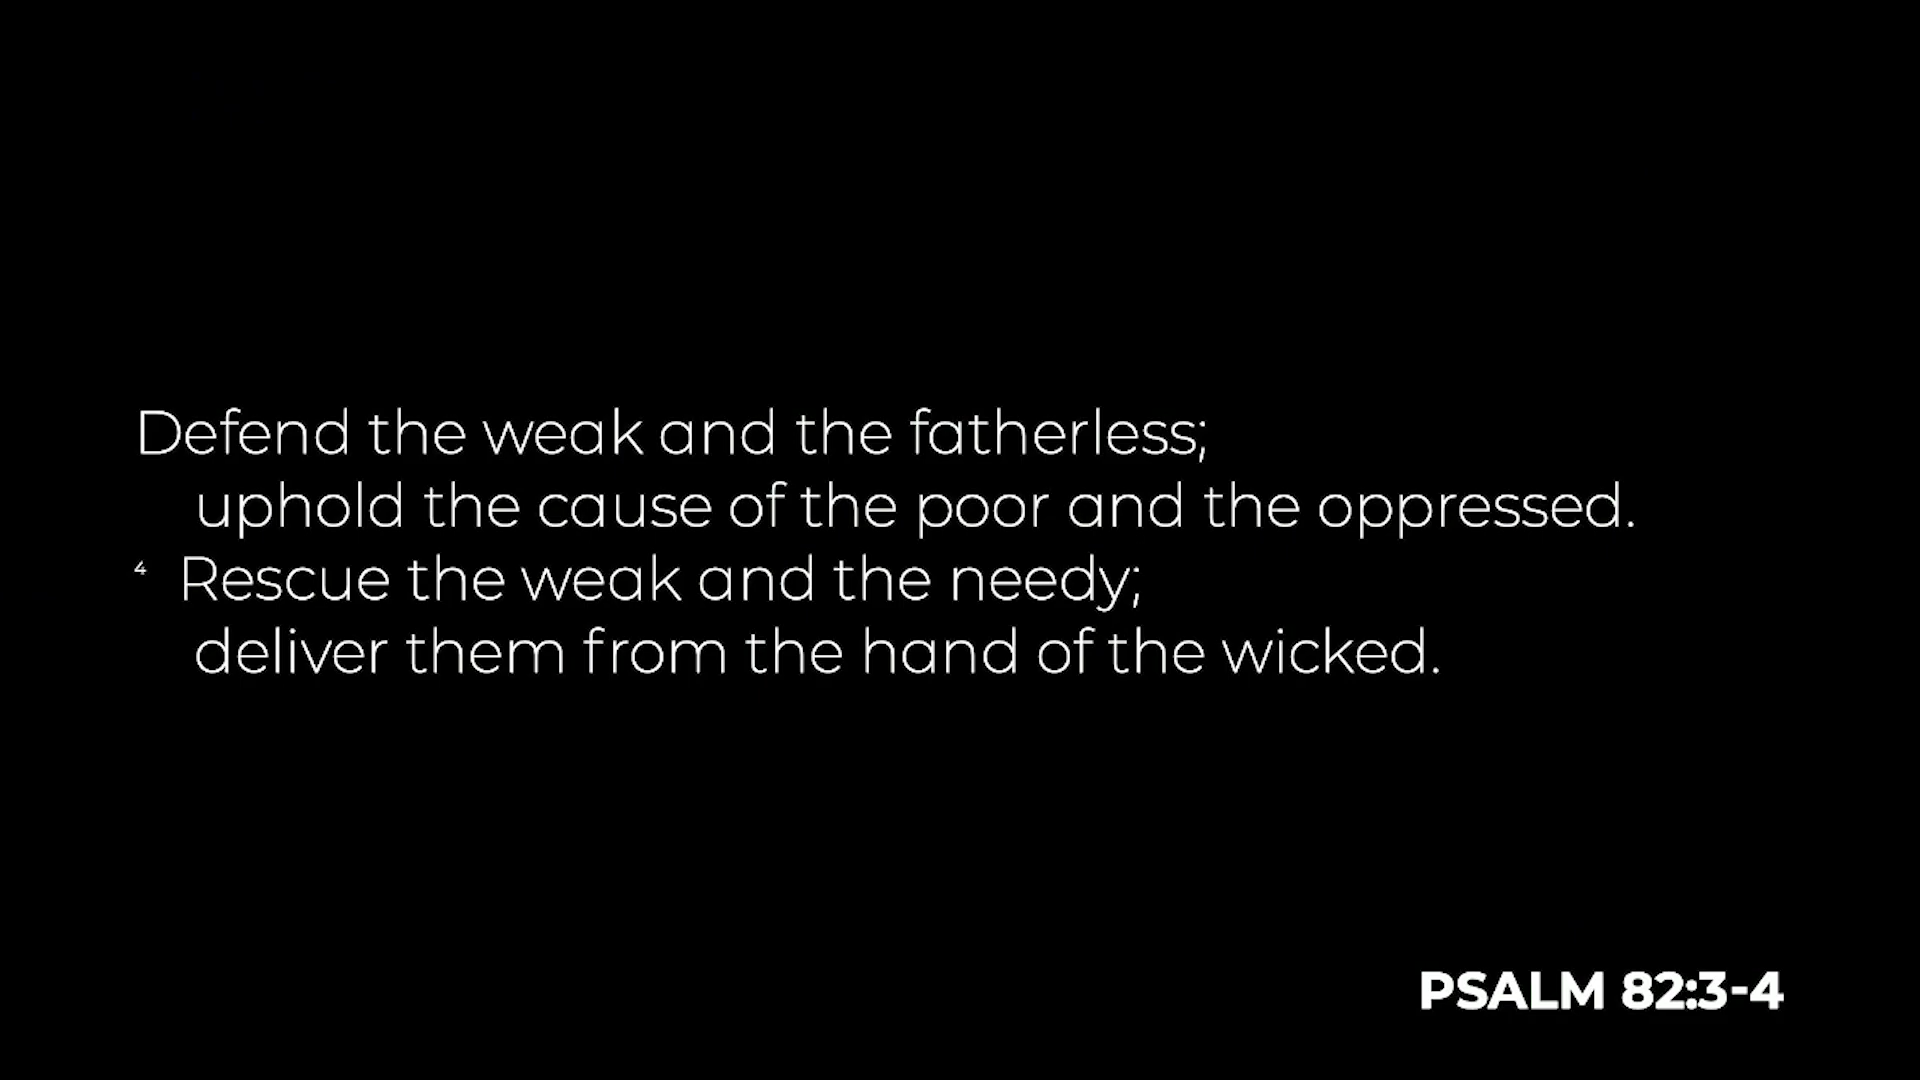 Defend the weak and the fatherless;
uphold the cause of the poor and the oppressed.
4 Rescue the weak and the needy;
deliver them from the hand of the wicked.
PSALM 82:3-4